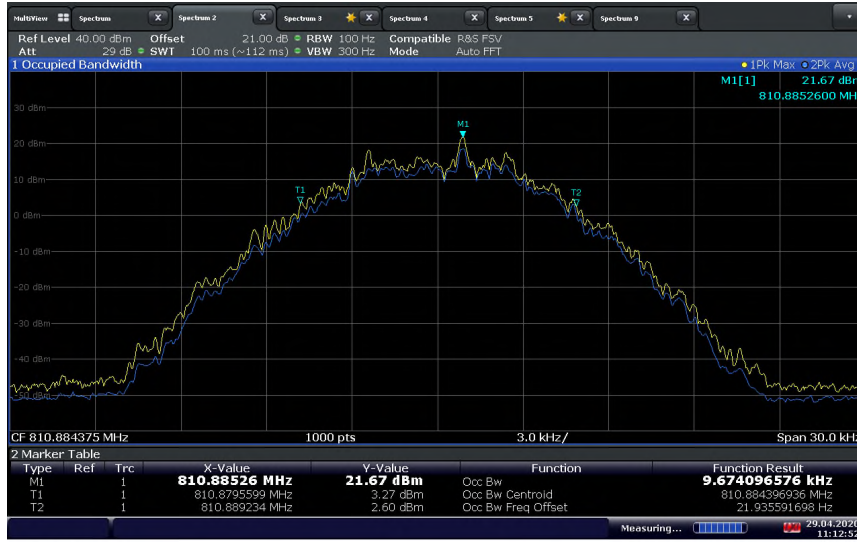 MultiView Spectrum X Spectrum 2 X Spectrum 3 X Spectrum 4 X Spectrum 5 X Spectrum 9 X
Ref Level 40.00 dBm Offset 21.00 dB RBW 100 Hz Compatible R&S FSV
Att 29 dB SWT 100 ms (~112 ms) VBW 300 Hz Mode Auto FFT
1 Occupied Bandwidth 1Pk Max 2Pk Avg
M1[1] 21.67 dBm
810.8852600 MH
30 dBm
M1
20 dBm
10 dBm
T1 T2
0 dBm
-10 dBm
-20 dBm
-30 dBm
-40 dBm
-50 dBm
CF 810.884375 MHz 1000 pts 3.0 kHz/ Span 30.0 kHz
2 Marker Table
Type Ref Trc X-Value Y-Value Function Function Result
M1 1 810.88526 MHz 21.67 dBm Occ Bw 9.674096576 kHz
T1 1 810.8795599 MHz 3.27 dBm Occ Bw Centroid 810.884396936 MHz
T2 1 810.889234 MHz 2.60 dBm Occ Bw Freq Offset 21.935591698 Hz
Measuring... 29.04.2020
11:12:52